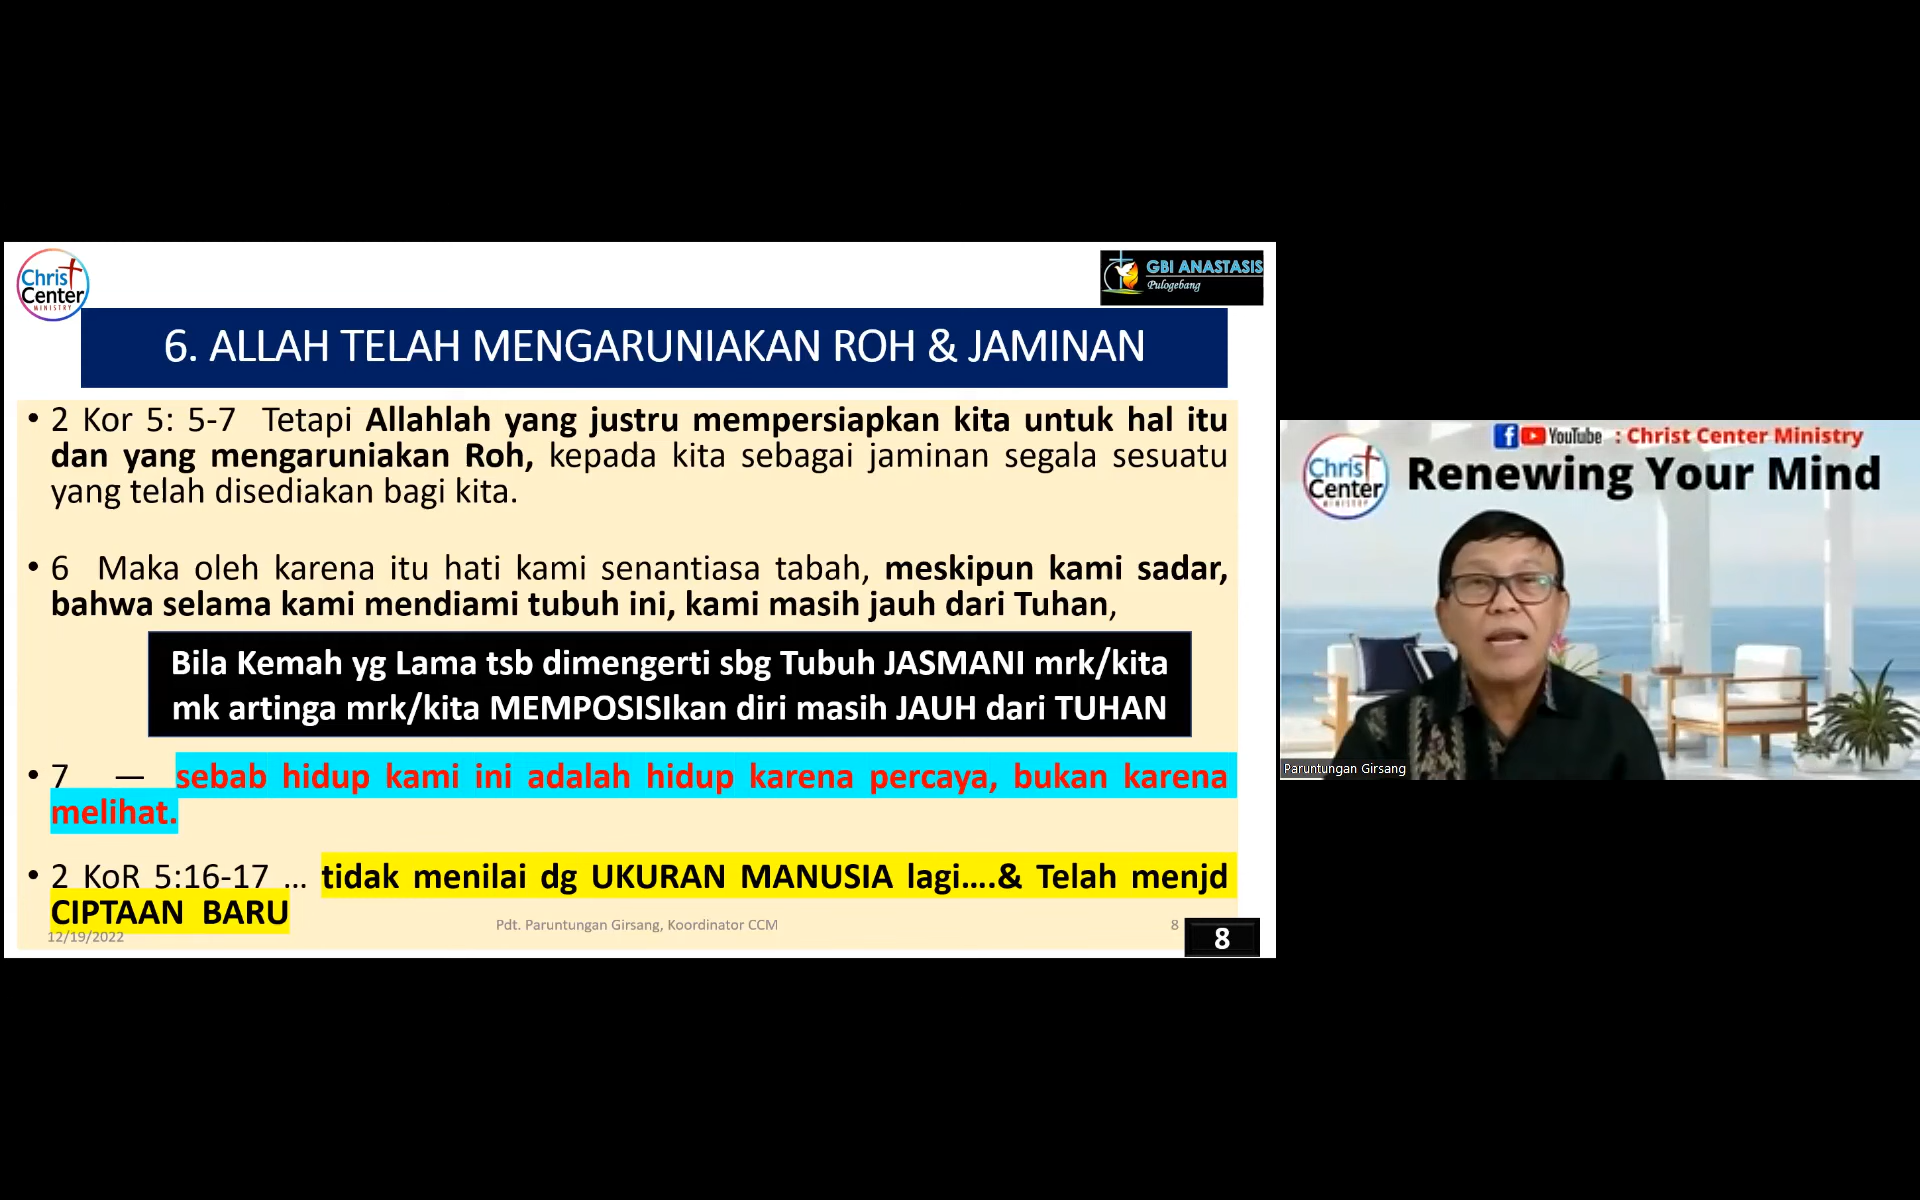 Christ
Center
MINISTRY
GBI ANASTASIS
Pulogebang
6. ALLAH TELAH MENGARUNIAKAN ROH & JAMINAN
• 2 Kor 5: 5-7 Tetapi Allahlah yang justru mempersiapkan kita untuk hal itu
dan yang mengaruniakan Roh, kepada kita sebagai jaminan segala sesuatu
yang telah disediakan bagi kita.
• 6 Maka oleh karena itu hati kami senantiasa tabah, meskipun kami sadar,
bahwa selama kami mendiami tubuh ini, kami masih jauh dari Tuhan,
Bila Kemah yg Lama tsb dimengerti sbg Tubuh JASMANI mrk/kita
mk artinga mrk/kita MEMPOSISIkan diri masih JAUH dari TUHAN
• 7 — sebab hidup kami ini adalah hidup karena percaya, bukan karena
melihat.
• 2 KoR 5:16-17 ... tidak menilai dg UKURAN MANUSIA lagi....& Telah menjd
CIPTAAN BARU
12/19/2022
Pdt. Paruntungan Girsang, Koordinator CCM
8
8
YouTube : Christ Center Ministry
Christ
Center
MINISTRY
Renewing Your Mind
Paruntungan Girsang